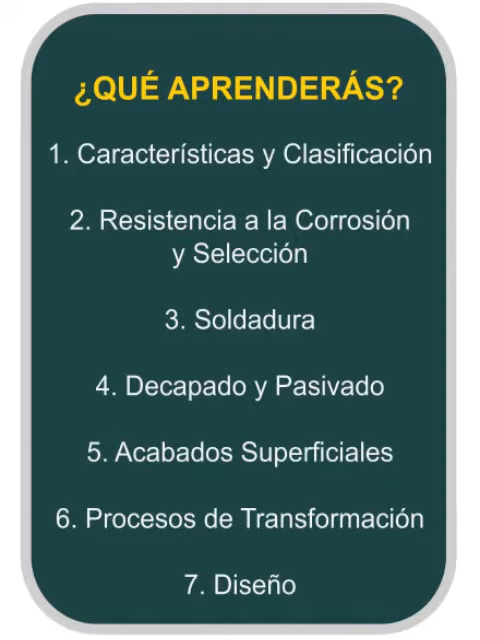 ¿QUÉ APRENDERÁS?
1. Características y Clasificación
2. Resistencia a la Corrosión
y Selección
3. Soldadura
4. Decapado y Pasivado
5. Acabados Superficiales
6. Procesos de Transformación
7. Diseño